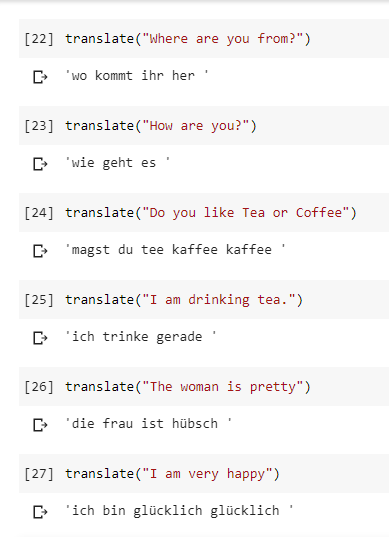 [22] translate("Where are you from?")
'wo kommt ihr her '
[23] translate("How are you?")
'wie geht es '
[24] translate("Do you like Tea or Coffee")
'magst du tee kaffee kaffee '
[25] translate("I am drinking tea.")
'ich trinke gerade '
[26] translate("The woman is pretty")
'die frau ist hübsch '
[27] translate("I am very happy")
'ich bin glücklich glücklich '